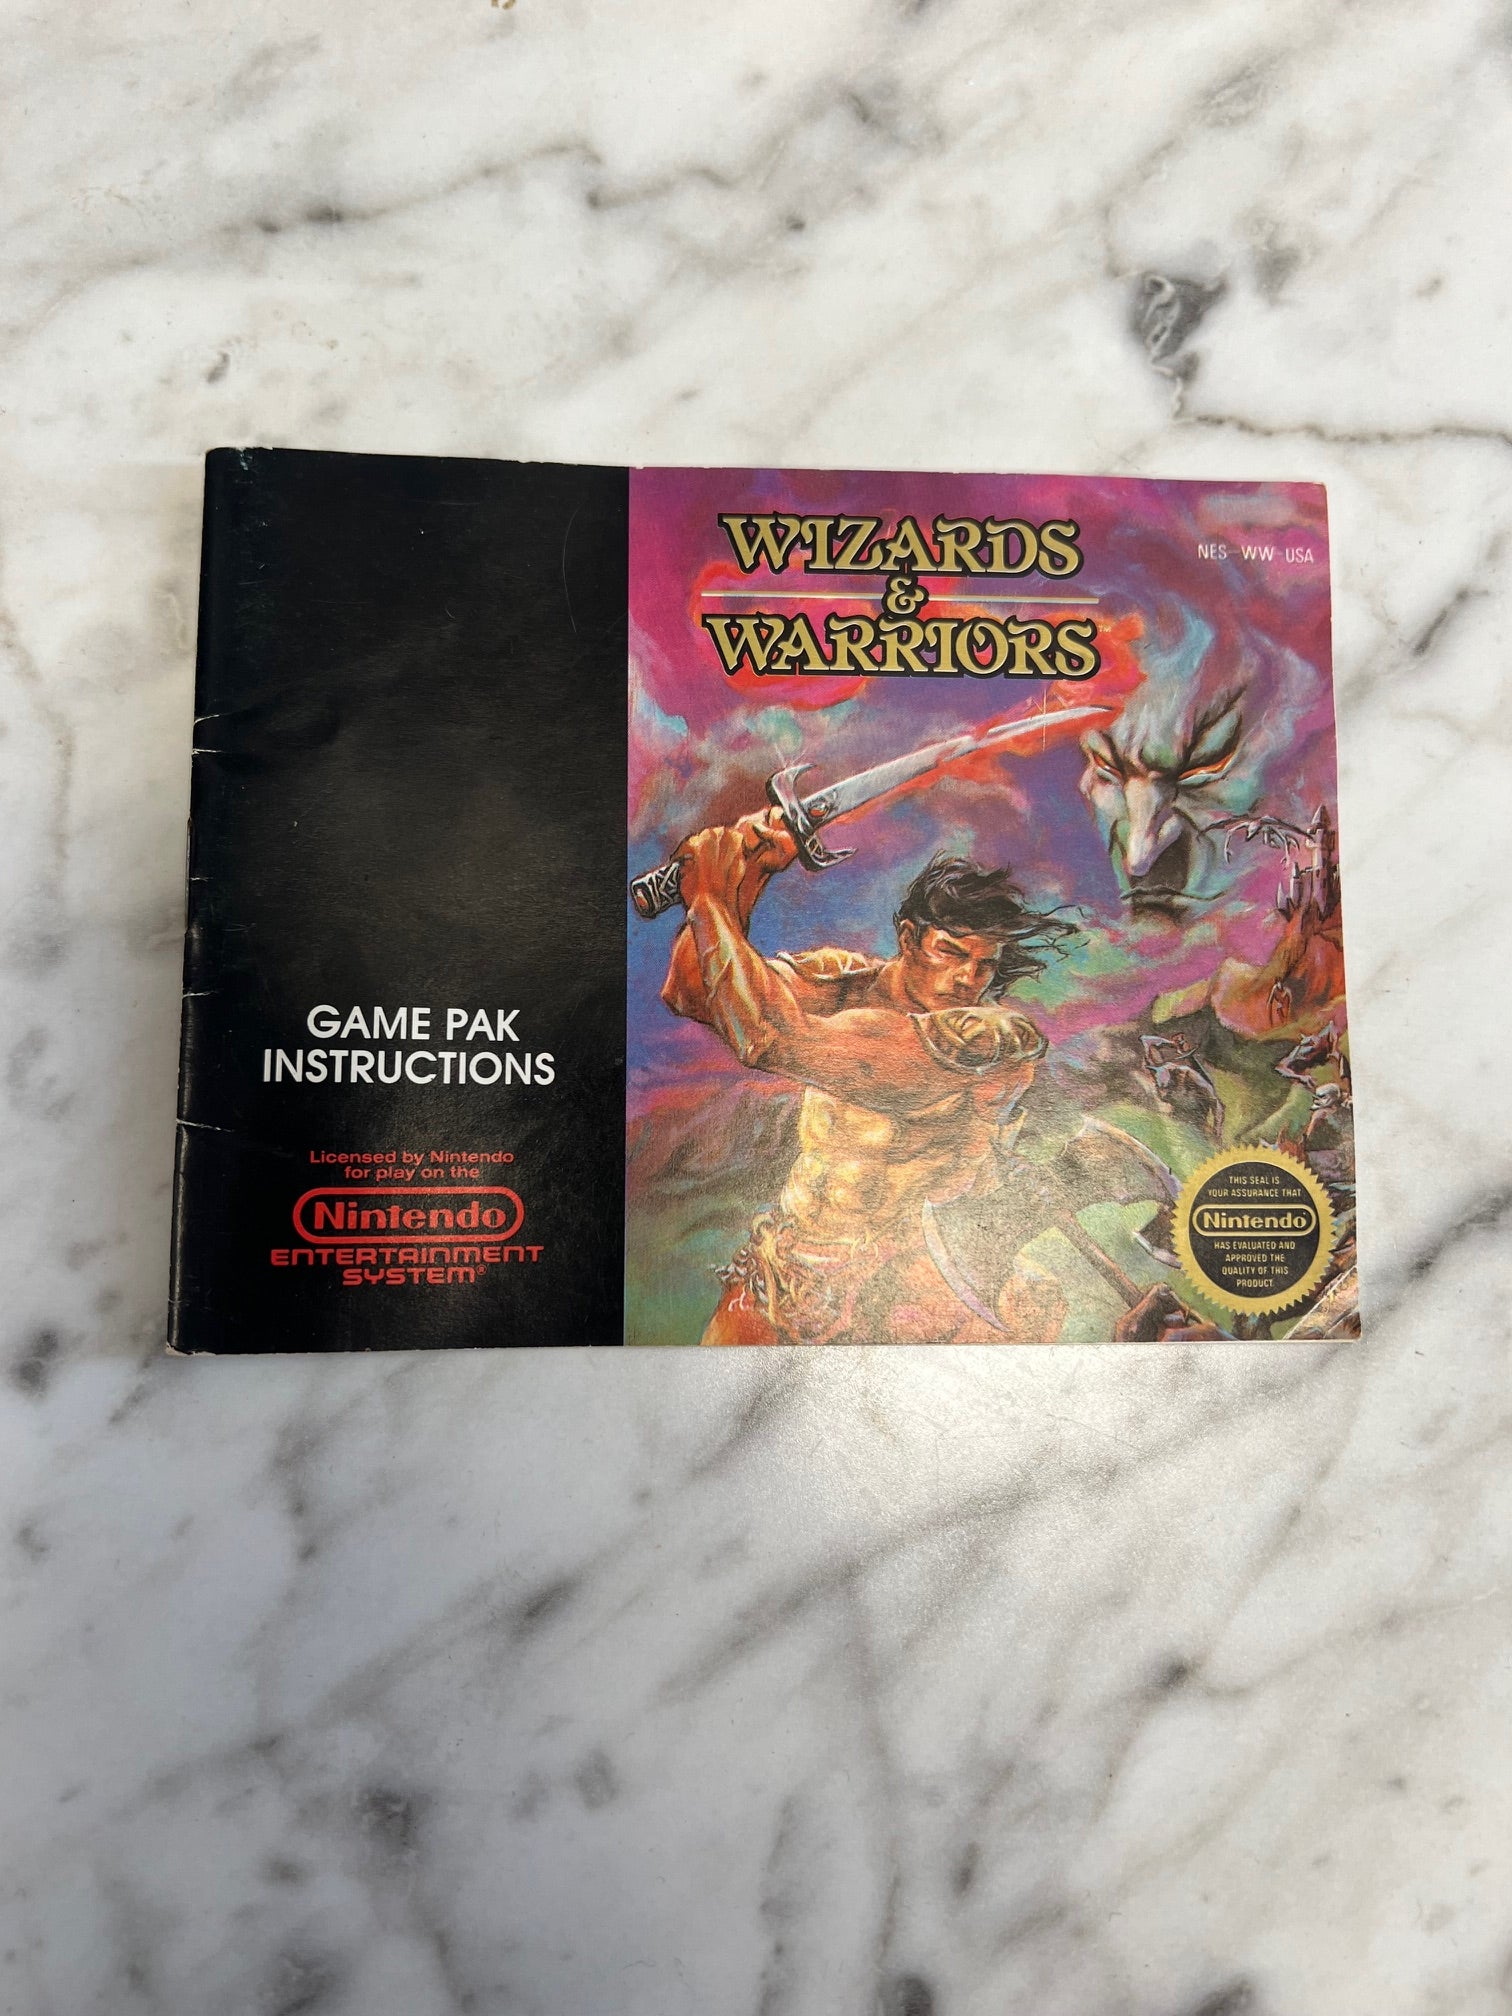 WIZARDS
&
WARRIORS™
NES-WW-USA
GAME PAK
INSTRUCTIONS
Licensed by Nintendo
for play on the
Nintendo
ENTERTAINMENT
SYSTEM®
THIS SEAL IS
YOUR ASSURANCE THAT
Nintendo
HAS EVALUATED AND
APPROVED THE
QUALITY OF THIS
PRODUCT.